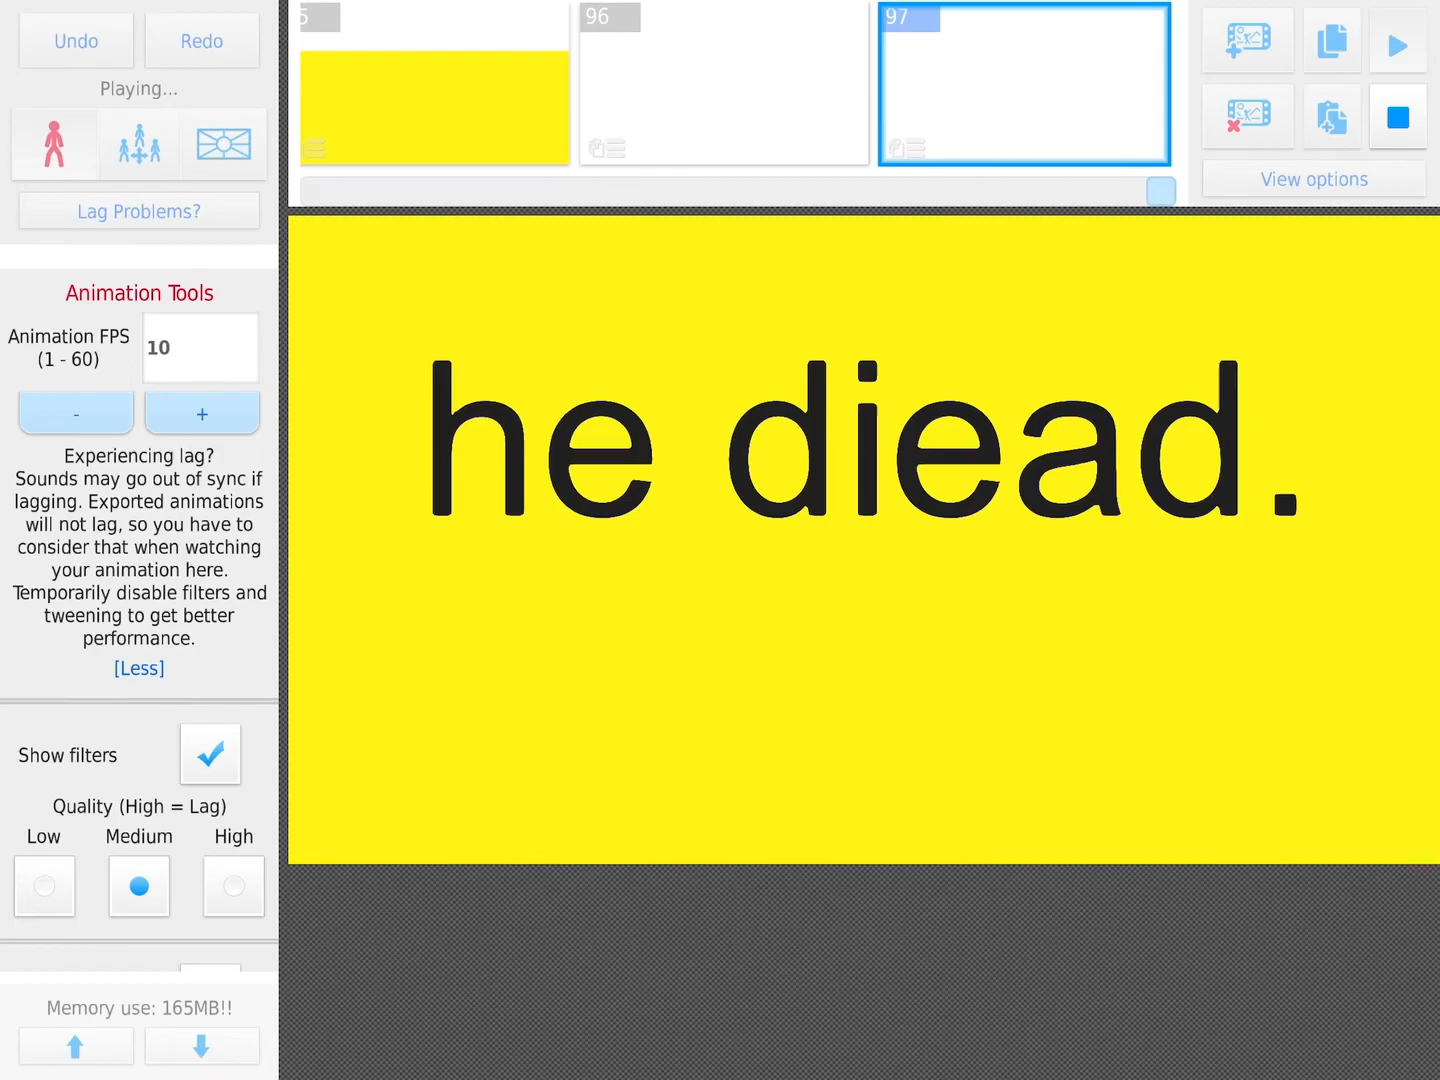 Undo
Redo
Playing...
Lag Problems?
Animation Tools
Animation FPS
(1 - 60)
10
-
+
Experiencing lag?
Sounds may go out of sync if
lagging. Exported animations
will not lag, so you have to
consider that when watching
your animation here.
Temporarily disable filters and
tweening to get better
performance.
[Less]
Show filters
Quality (High = Lag)
Low
Medium
High
Memory use: 165MB!!
5
96
97
View options
he diead.